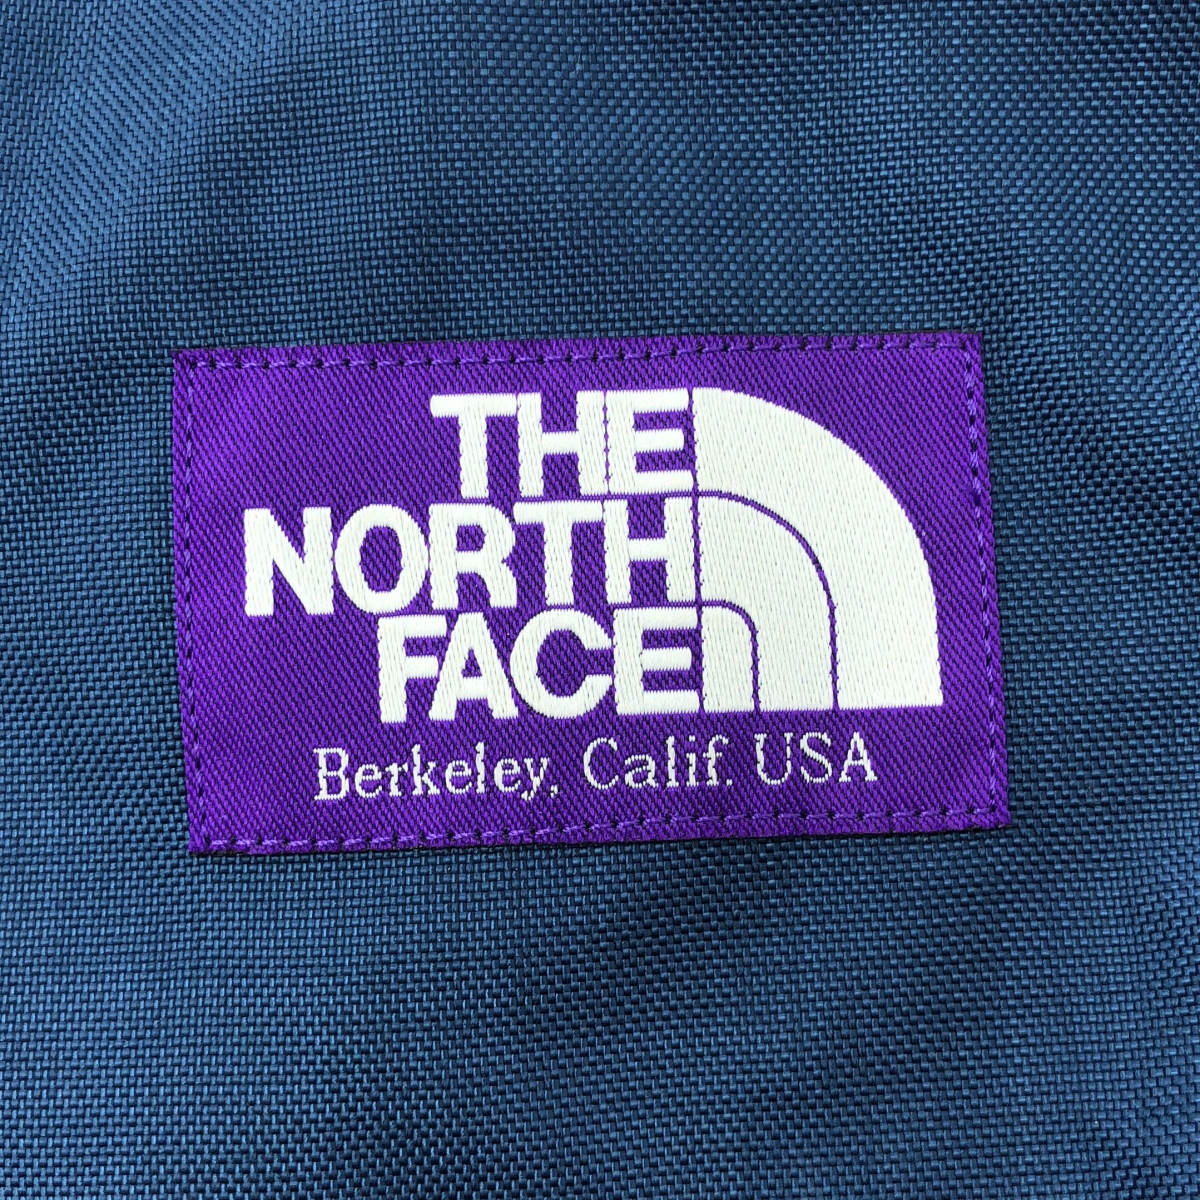 THE
NORTH
FACE
Berkeley, Calif. USA